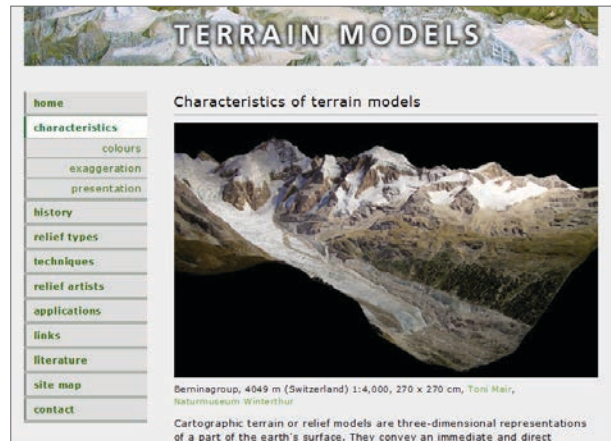 TERRAIN MODELS
home
characteristics
colours
exaggeration
presentation
history
relief types
techniques
relief artists
applications
links
literature
site map
contact
Characteristics of terrain models
Berninagroup, 4049 m (Switzerland) 1:4,000, 270 x 270 cm, Toni Mair,
Naturmuseum Winterthur
Cartographic terrain or relief models are three-dimensional representations
of a part of the earth's surface. They convey an immediate and direct